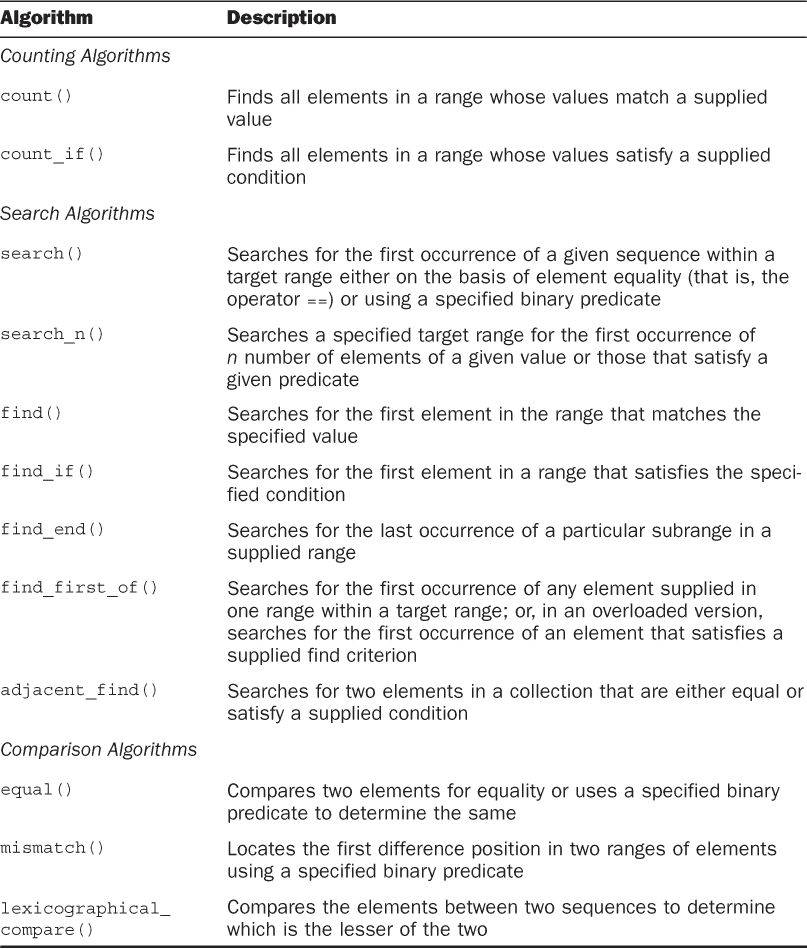 Algorithm Description
Counting Algorithms
count() Finds all elements in a range whose values match a supplied
value
count_if() Finds all elements in a range whose values satisfy a supplied
condition
Search Algorithms
search() Searches for the first occurrence of a given sequence within a
target range either on the basis of element equality (that is, the
operator ==) or using a specified binary predicate
search_n() Searches a specified target range for the first occurrence of
n number of elements of a given value or those that satisfy a
given predicate
find() Searches for the first element in the range that matches the
specified value
find_if() Searches for the first element in a range that satisfies the speci-
fied condition
find_end() Searches for the last occurrence of a particular subrange in a
supplied range
find_first_of() Searches for the first occurrence of any element supplied in
one range within a target range; or, in an overloaded version,
searches for the first occurrence of an element that satisfies a
supplied find criterion
adjacent_find() Searches for two elements in a collection that are either equal or
satisfy a supplied condition
Comparison Algorithms
equal() Compares two elements for equality or uses a specified binary
predicate to determine the same
mismatch() Locates the first difference position in two ranges of elements
using a specified binary predicate
lexicographical_ Compares the elements between two sequences to determine
compare() which is the lesser of the two